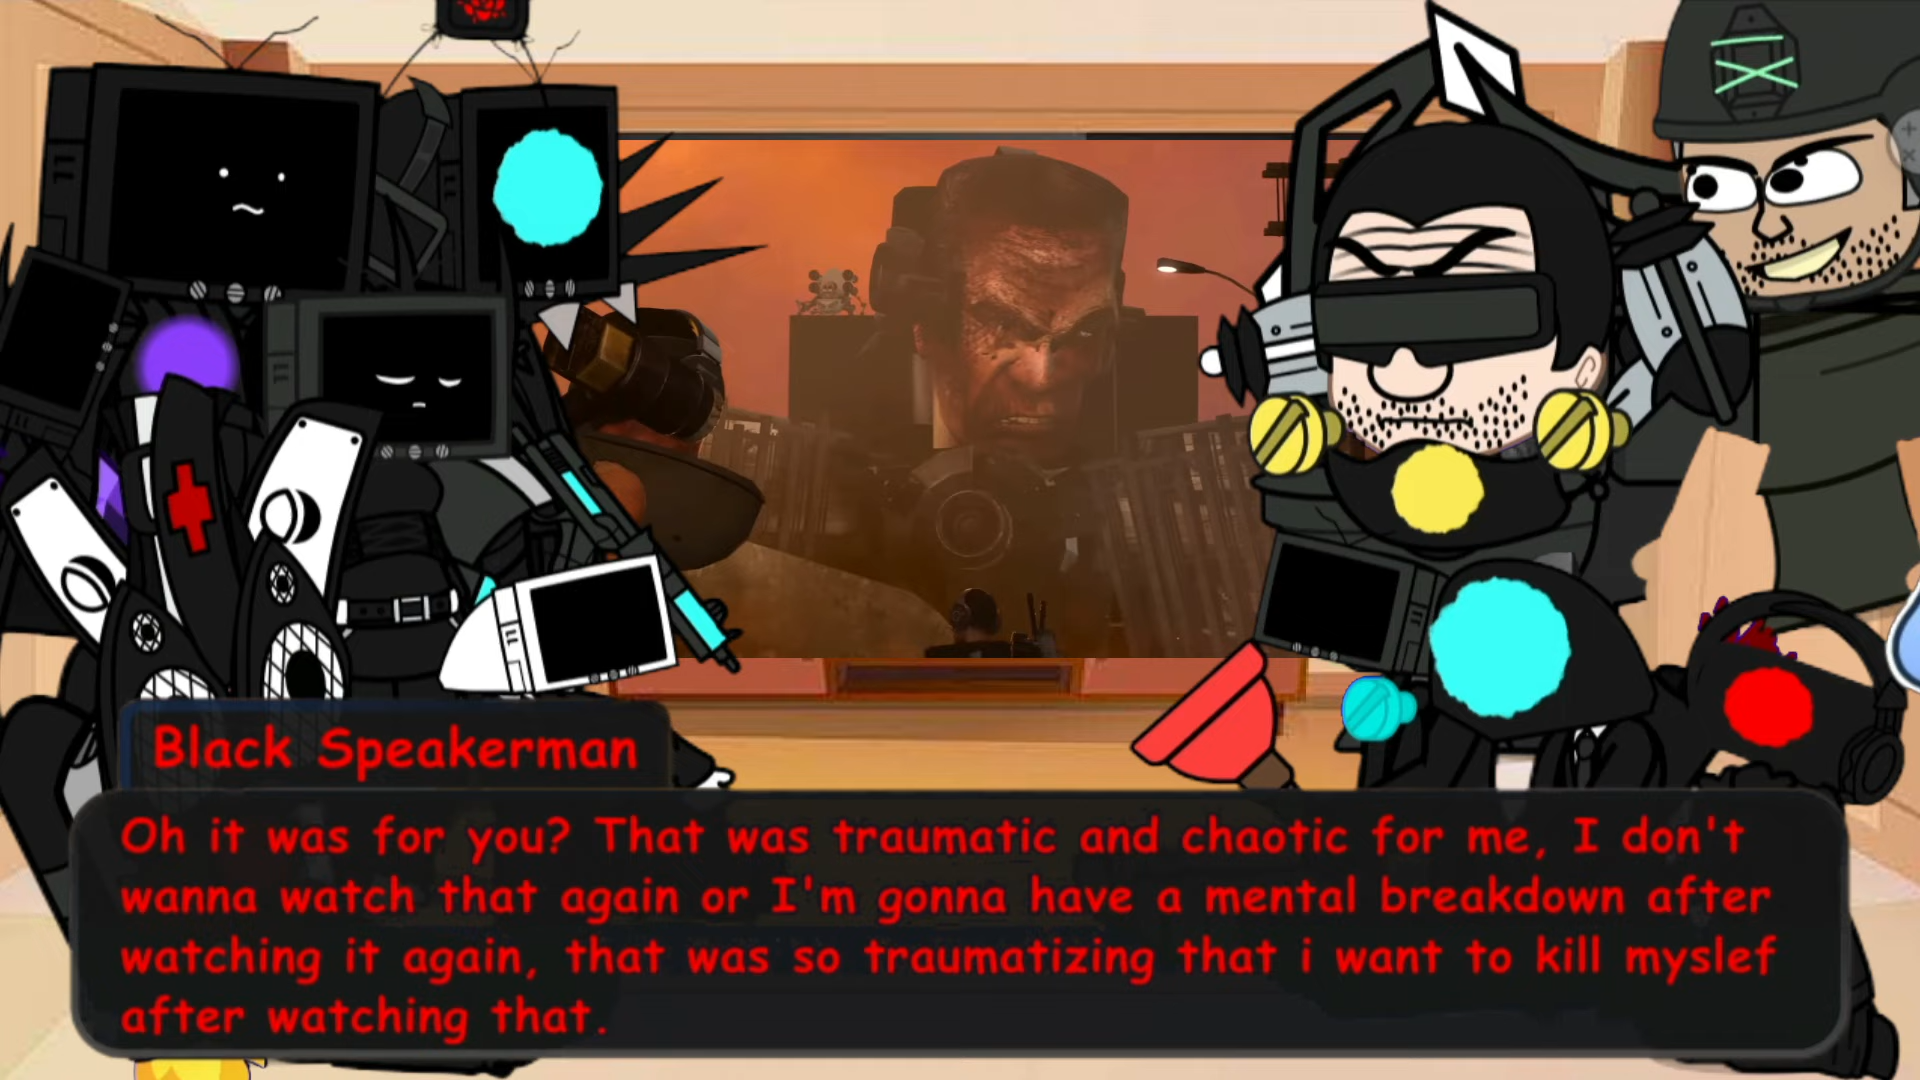 Black Speakerman
Oh it was for you? That was traumatic and chaotic for me, I don't
wanna watch that again or I'm gonna have a mental breakdown after
watching it again, that was so traumatizing that i want to kill myslef
after watching that.